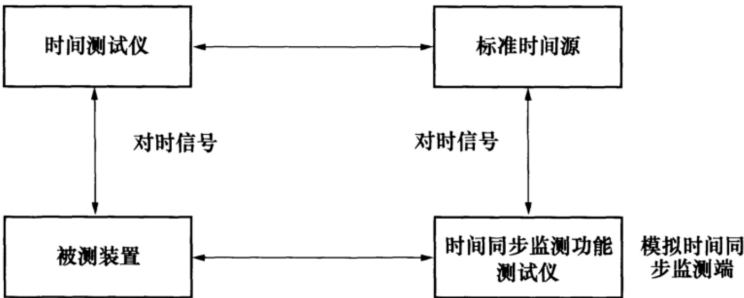 时间测试仪
标准时间源
对时信号
对时信号
被测装置
时间同步监测功能
测试仪
模拟时间同
步监测端